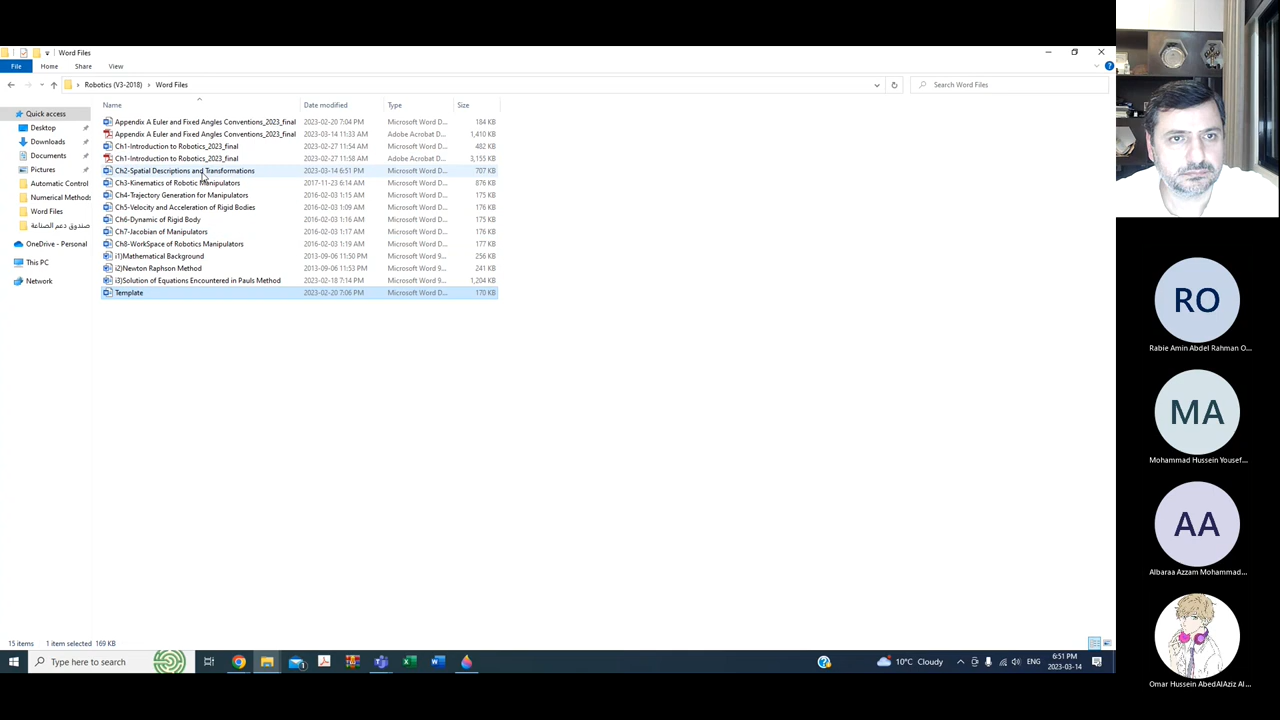 Word Files
File Home Share View
Robotics (V3-2018) > Word Files
Search Word Files
Name Date modified Type Size
Quick access
Desktop
Downloads
Documents
Pictures
Automatic Control
Numerical Methods
Word Files
صندوق دعم الصناعة
OneDrive - Personal
This PC
Network
Appendix A Euler and Fixed Angles Conventions_2023_final 2023-02-20 7:04 PM Microsoft Word D... 184 KB
Appendix A Euler and Fixed Angles Conventions_2023_final 2023-03-14 11:33 AM Adobe Acrobat D... 1,410 KB
Ch1-Introduction to Robotics_2023_final 2023-02-27 11:54 AM Microsoft Word D... 482 KB
Ch1-Introduction to Robotics_2023_final 2023-02-27 11:58 AM Adobe Acrobat D... 3,155 KB
Ch2-Spatial Descriptions and Transformations 2023-03-14 6:51 PM Microsoft Word D... 707 KB
Ch3-Kinematics of Robotic Manipulators 2017-11-23 6:14 AM Microsoft Word D... 876 KB
Ch4-Trajectory Generation for Manipulators 2016-02-03 1:15 AM Microsoft Word D... 175 KB
Ch5-Velocity and Acceleration of Rigid Bodies 2016-02-03 1:09 AM Microsoft Word D... 176 KB
Ch6-Dynamic of Rigid Body 2016-02-03 1:16 AM Microsoft Word D... 175 KB
Ch7-Jacobian of Manipulators 2016-02-03 1:17 AM Microsoft Word D... 176 KB
Ch8-WorkSpace of Robotics Manipulators 2016-02-03 1:19 AM Microsoft Word D... 177 KB
i1)Mathematical Background 2013-09-06 11:50 PM Microsoft Word 9... 256 KB
i2)Newton Raphson Method 2013-09-06 11:53 PM Microsoft Word 9... 241 KB
i3)Solution of Equations Encountered in Pauls Method 2023-02-18 7:14 PM Microsoft Word 9... 1,204 KB
Template 2023-02-20 7:06 PM Microsoft Word D... 170 KB
15 items 1 item selected 169 KB
Type here to search
10°C Cloudy
ENG
6:51 PM
2023-03-14
RO
Rabie Amin Abdel Rahman O...
MA
Mohammad Hussein Yousef...
AA
Albaraa Azzam Mohammad...
Omar Hussein AbedAlAziz Al...